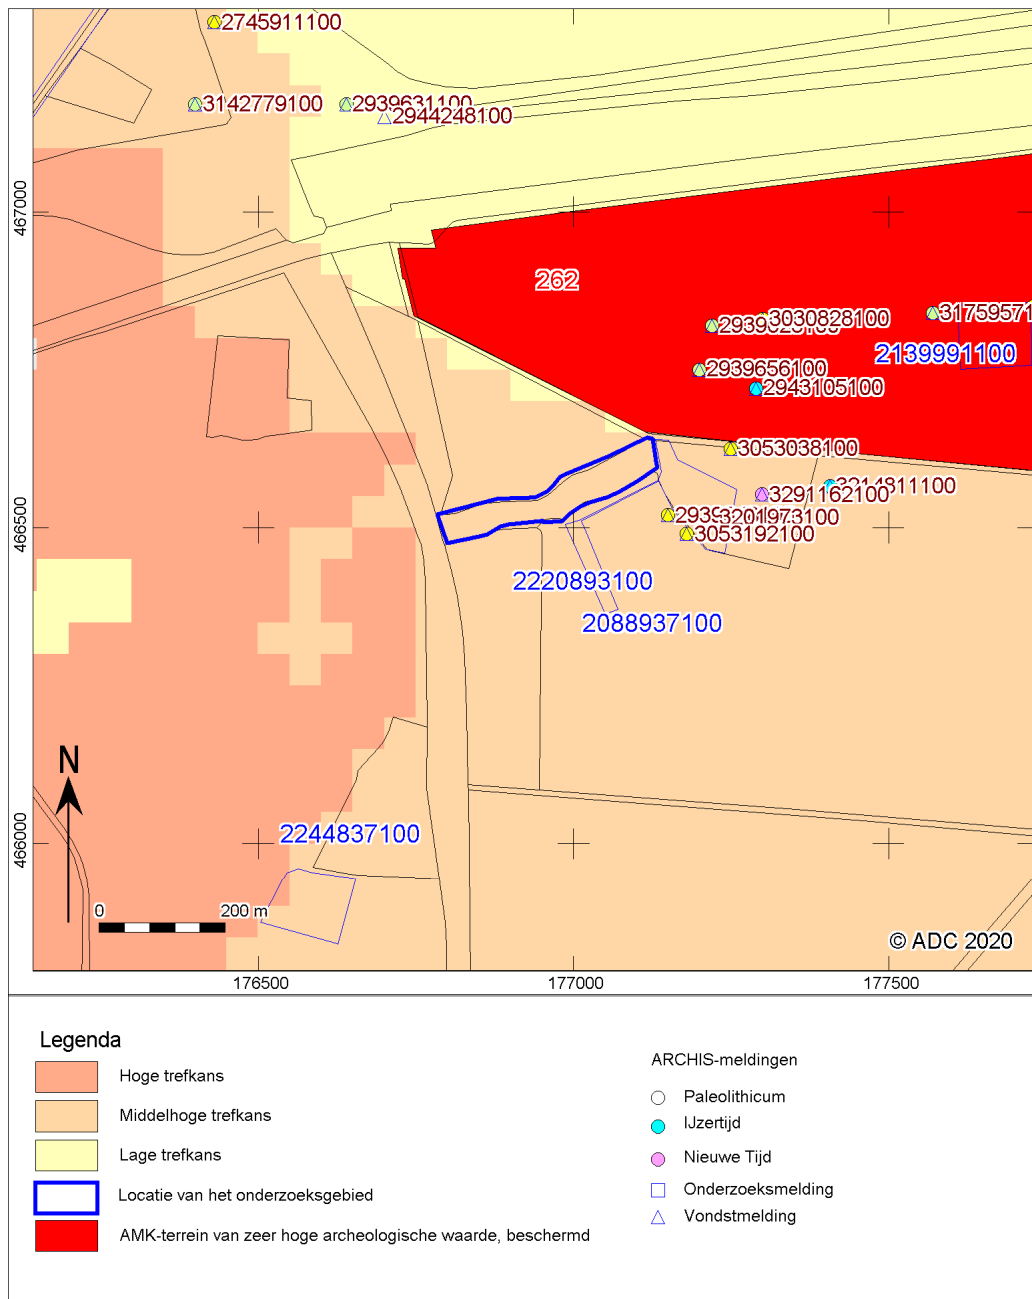 2745911100
3142779100
2939631100
2944248100
467000
262
3030828100
3175957
2139991100
2939656100
2943105100
3053038100
3291162100
3214811100
466500
3201973100
3053192100
2220893100
2088937100
N
2244837100
466000
0 200 m
© ADC 2020
176500 177000 177500
Legenda
Hoge trefkans
Middelhoge trefkans
Lage trefkans
Locatie van het onderzoeksgebied
AMK-terrein van zeer hoge archeologische waarde, beschermd
ARCHIS-meldingen
Paleolithicum
IJzertijd
Nieuwe Tijd
Onderzoeksmelding
Vondstmelding